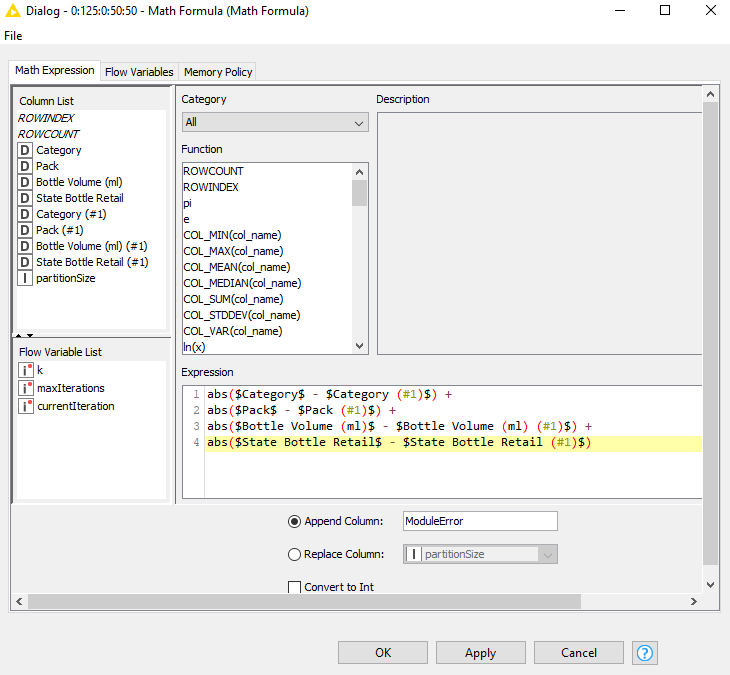 Dialog - 0:125:0:50:50 - Math Formula (Math Formula)
File
Math Expression
Flow Variables
Memory Policy
Column List
ROWINDEX
ROWCOUNT
D Category
D Pack
D Bottle Volume (ml)
D State Bottle Retail
D Category (#1)
D Pack (#1)
D Bottle Volume (ml) (#1)
D State Bottle Retail (#1)
I partitionSize
Flow Variable List
i k
i maxIterations
i currentIteration
Category
All
Function
ROWCOUNT
ROWINDEX
pi
e
COL_MIN(col_name)
COL_MAX(col_name)
COL_MEAN(col_name)
COL_MEDIAN(col_name)
COL_SUM(col_name)
COL_STDDEV(col_name)
COL_VAR(col_name)
ln(x)
Description
Expression
1 abs($Category$ - $Category (#1)$) +
2 abs($Pack$ - $Pack (#1)$) +
3 abs($Bottle Volume (ml)$ - $Bottle Volume (ml) (#1)$) +
4 abs($State Bottle Retail$ - $State Bottle Retail (#1)$)
Append Column: ModuleError
Replace Column: I partitionSize
Convert to Int
OK
Apply
Cancel
?